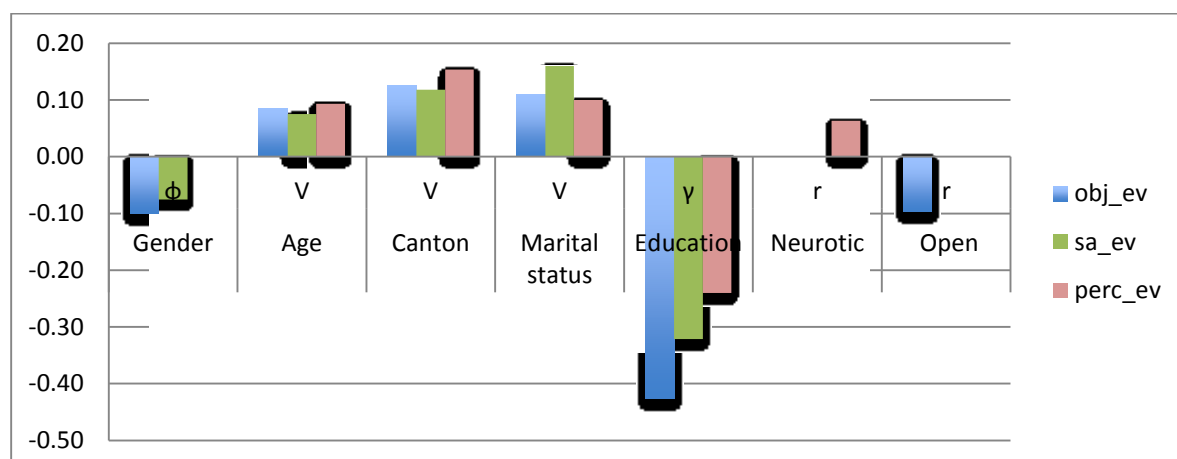 0.20
0.10
0.00
-0.10
-0.20
-0.30
-0.40
-0.50
ϕ V V V γ r r
Gender Age Canton Marital status Education Neurotic Open
obj_ev
sa_ev
perc_ev